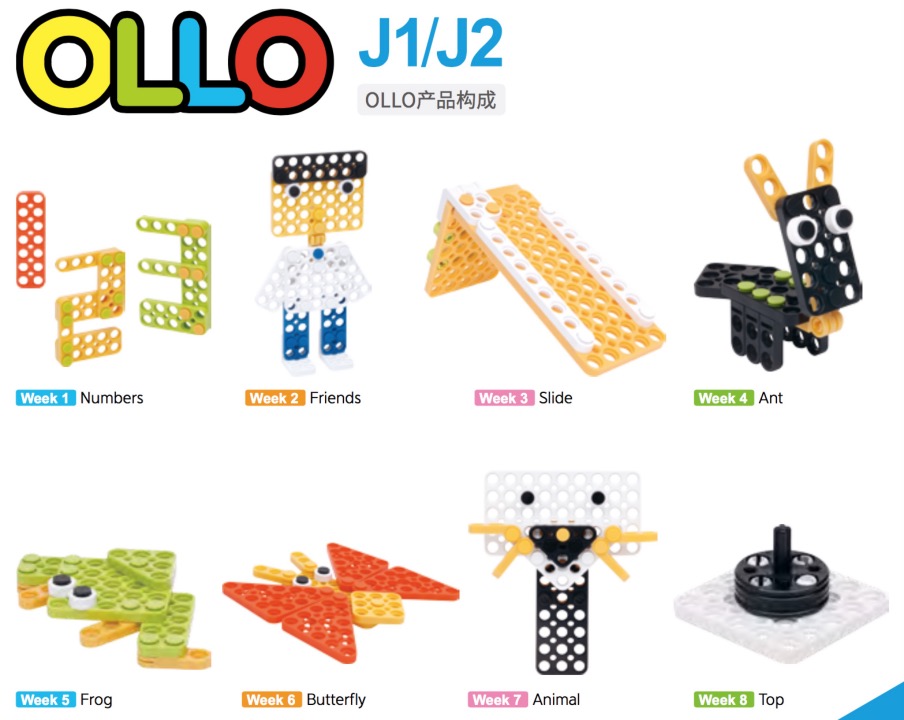 OLLO
J1/J2
OLLO产品构成
Week 1 Numbers
Week 2 Friends
Week 3 Slide
Week 4 Ant
Week 5 Frog
Week 6 Butterfly
Week 7 Animal
Week 8 Top